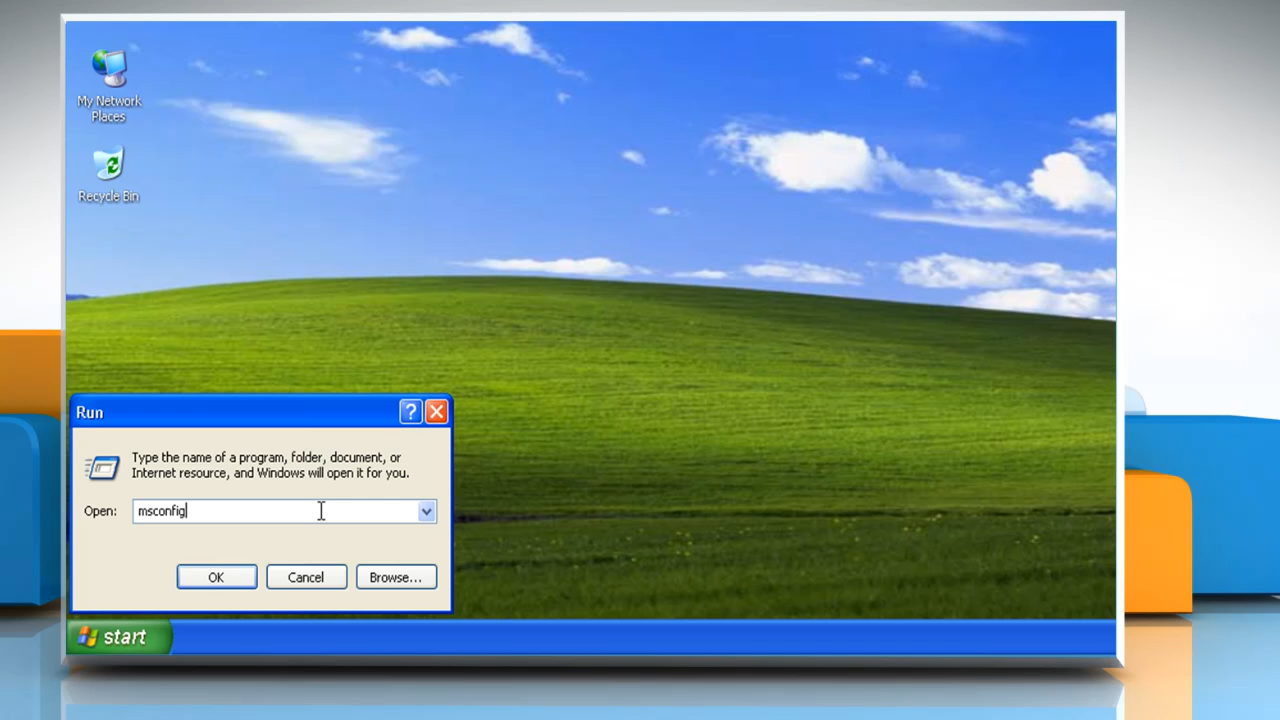 My Network
Places
Recycle Bin
Run
?
Type the name of a program, folder, document, or
Internet resource, and Windows will open it for you.
Open: msconfig
OK Cancel Browse...
start